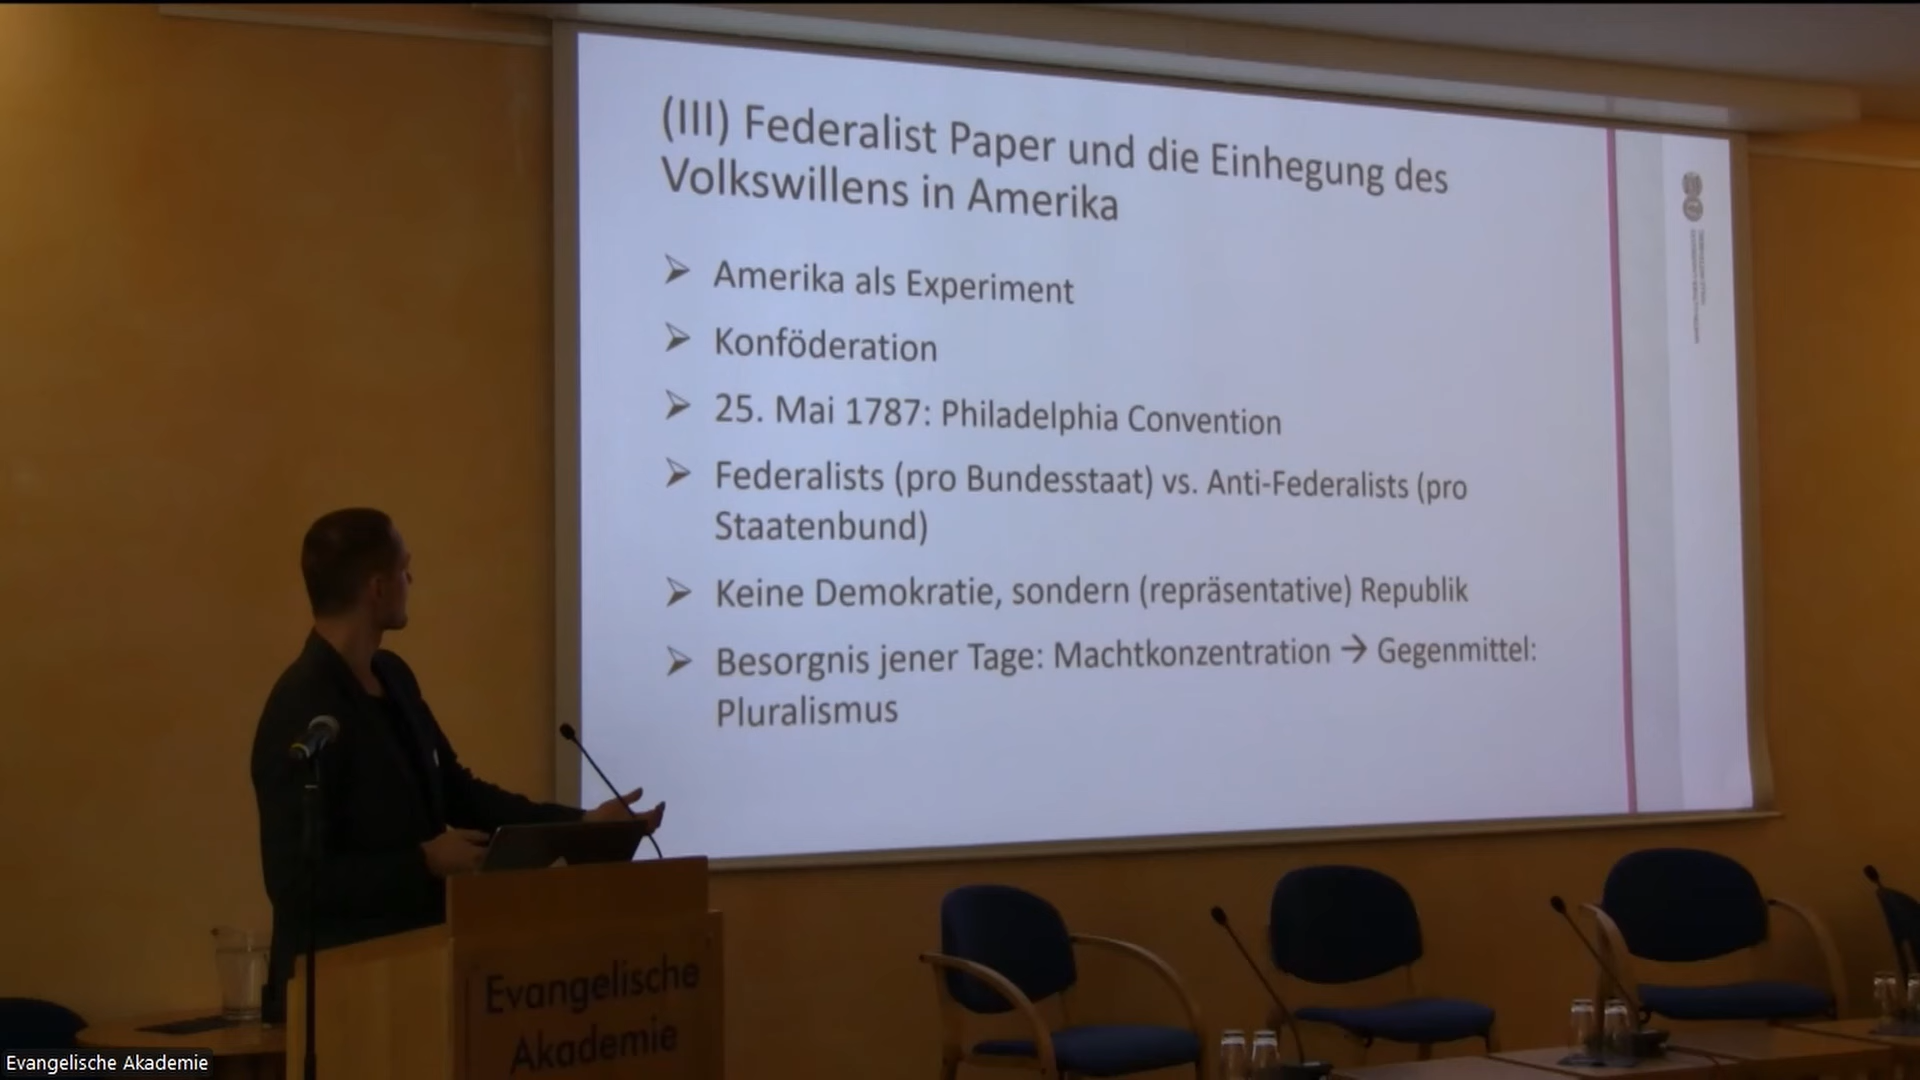 (III) Federalist Paper und die Einhegung des
Volkswillens in Amerika
Amerika als Experiment
Konföderation
25. Mai 1787: Philadelphia Convention
Federalists (pro Bundesstaat) vs. Anti-Federalists (pro
Staatenbund)
Keine Demokratie, sondern (repräsentative) Republik
Besorgnis jener Tage: Machtkonzentration → Gegenmittel:
Pluralismus
Evangelische
Akademie
Evangelische Akademie